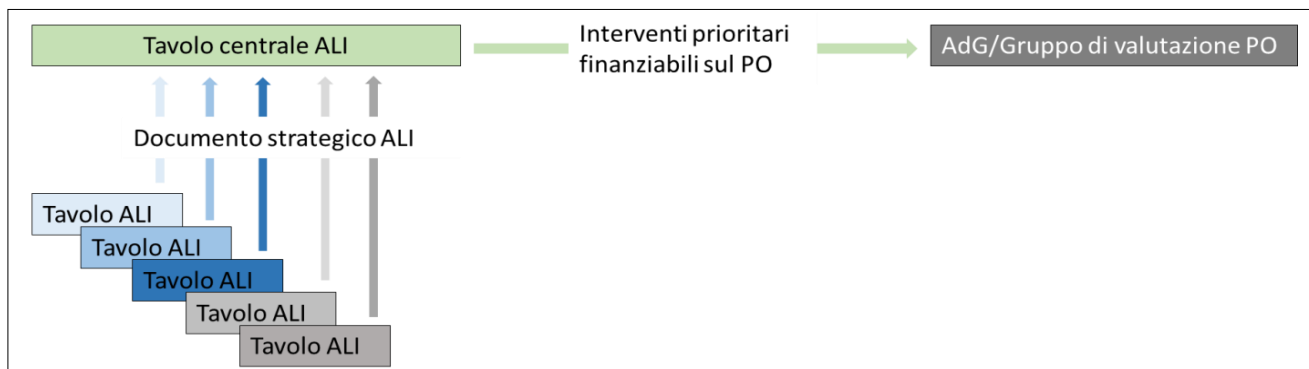 Tavolo centrale ALI
Interventi prioritari
finanziabili sul PO
AdG/Gruppo di valutazione PO
Documento strategico ALI
Tavolo ALI
Tavolo ALI
Tavolo ALI
Tavolo ALI
Tavolo ALI